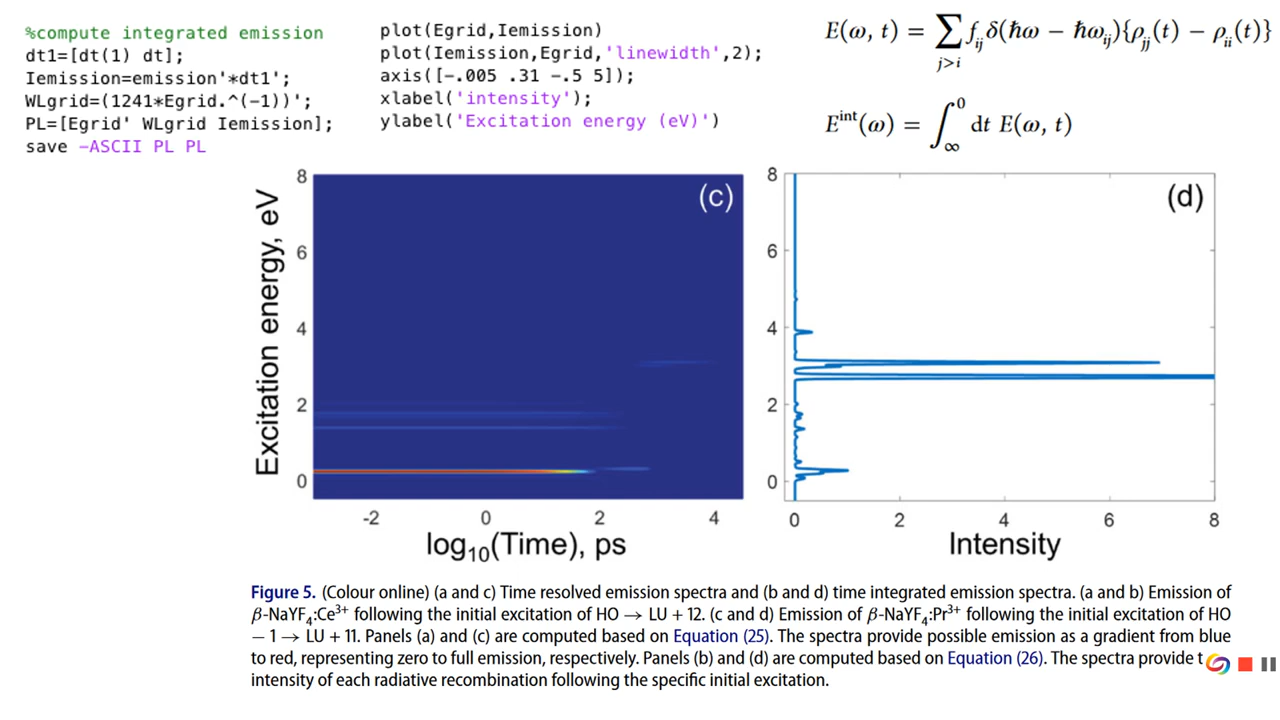 %compute integrated emission
dt1=[dt(1) dt];
Iemission=emission'*dt1';
WLgrid=(1241*Egrid.^(-1))';
PL=[Egrid' WLgrid Iemission];
save -ASCII PL PL
plot(Egrid,Iemission)
plot(Iemission,Egrid,'linewidth',2);
axis([-.005 .31 -.5 5]);
xlabel('intensity');
ylabel('Excitation energy (eV)')
E(ω, t) = ∑ f_ij δ(ħω − ħω_ij){ρ_jj(t) − ρ_ii(t)}
j>i
E^int(ω) = ∫_∞^0 dt E(ω, t)
(c)
Excitation energy, eV
8
6
4
2
0
-2 0 2 4
log₁₀(Time), ps
(d)
8
6
4
2
0
0 2 4 6 8
Intensity
Figure 5. (Colour online) (a and c) Time resolved emission spectra and (b and d) time integrated emission spectra. (a and b) Emission of
β-NaYF₄:Ce³⁺ following the initial excitation of HO → LU + 12. (c and d) Emission of β-NaYF₄:Pr³⁺ following the initial excitation of HO
− 1 → LU + 11. Panels (a) and (c) are computed based on Equation (25). The spectra provide possible emission as a gradient from blue
to red, representing zero to full emission, respectively. Panels (b) and (d) are computed based on Equation (26). The spectra provide t
intensity of each radiative recombination following the specific initial excitation.